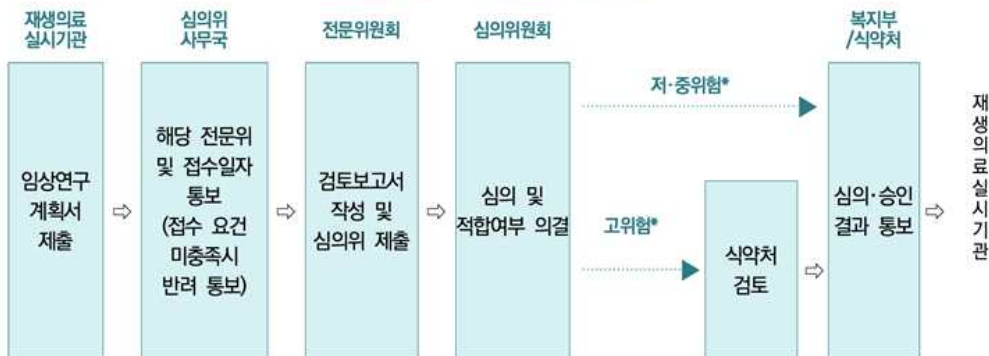 재생의료
실시기관
심의위
사무국
전문위원회
심의위원회
복지부
/식약처
임상연구
계획서
제출
⇨
해당 전문위
및 접수일자
통보
(접수 요건
미충족시
반려 통보)
⇨
검토보고서
작성 및
심의위 제출
⇨
심의 및
적합여부 의결
저·중위험*
고위험*
식약처
검토
⇨
심의·승인
결과 통보
⇨
재생의료실시기관